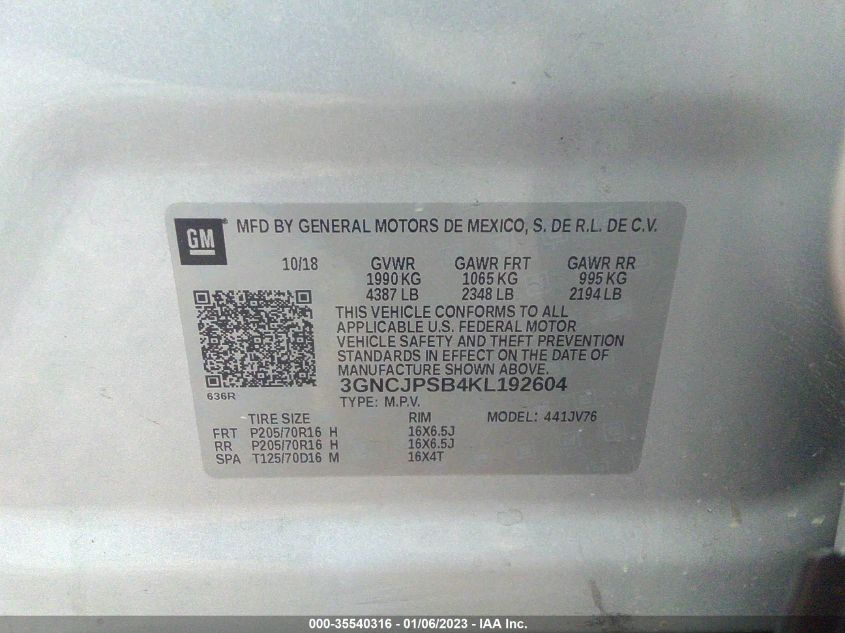 GM ® MFD BY GENERAL MOTORS DE MEXICO, S. DE R.L. DE C.V.
10/18 GVWR GAWR FRT GAWR RR
1990 KG 1065 KG 995 KG
4387 LB 2348 LB 2194 LB
THIS VEHICLE CONFORMS TO ALL
APPLICABLE U.S. FEDERAL MOTOR
VEHICLE SAFETY AND THEFT PREVENTION
STANDARDS IN EFFECT ON THE DATE OF
MANUFACTURE SHOWN ABOVE.
3GNCJPSB4KL192604
636R
TYPE: M.P.V.
TIRE SIZE RIM MODEL: 441JV76
FRT P205/70R16 H 16X6.5J
RR P205/70R16 H 16X6.5J
SPA T125/70D16 M 16X4T
000-35540316 - 01/06/2023 - IAA Inc.